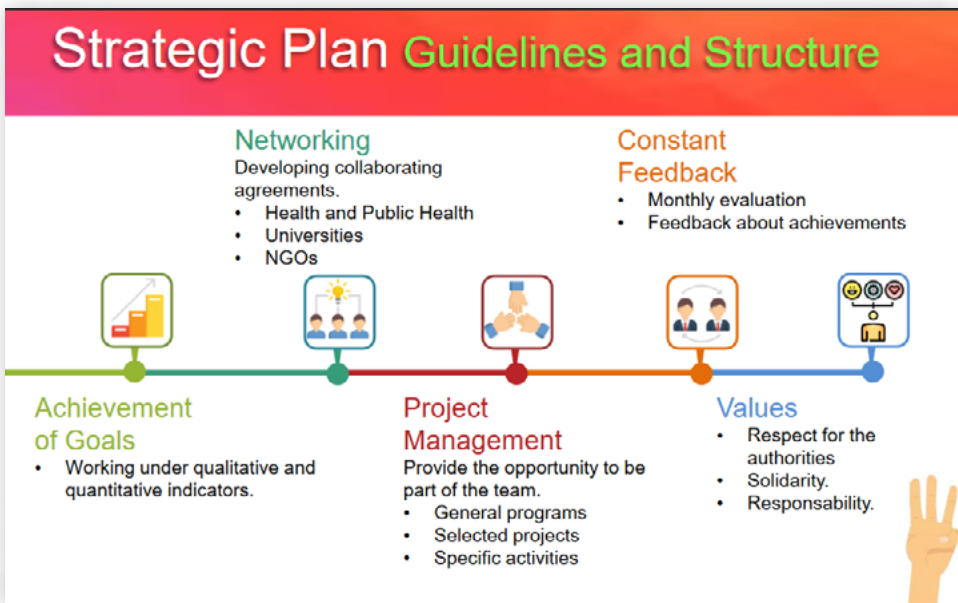 Strategic Plan Guidelines and Structure
Networking
Developing collaborating
agreements.
• Health and Public Health
• Universities
• NGOs
Constant
Feedback
• Monthly evaluation
• Feedback about achievements
Achievement
of Goals
• Working under qualitative and
quantitative indicators.
Project
Management
Provide the opportunity to be
part of the team.
• General programs
• Selected projects
• Specific activities
Values
• Respect for the
authorities
• Solidarity.
• Responsability.